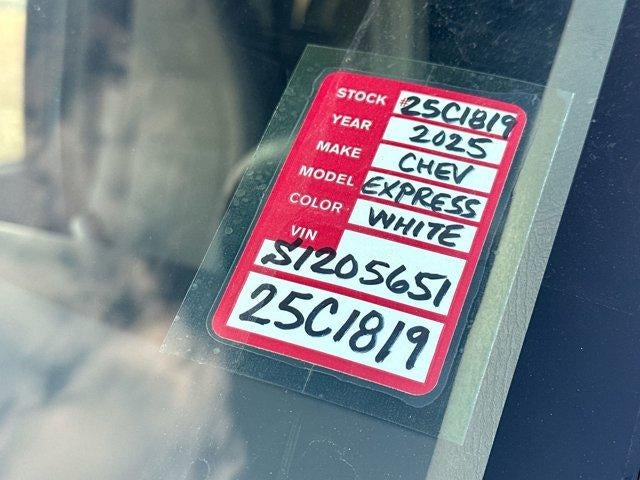 STOCK #25C1819
YEAR 2025
MAKE CHEV
MODEL EXPRESS
COLOR WHITE
VIN
S1205651
25C1819